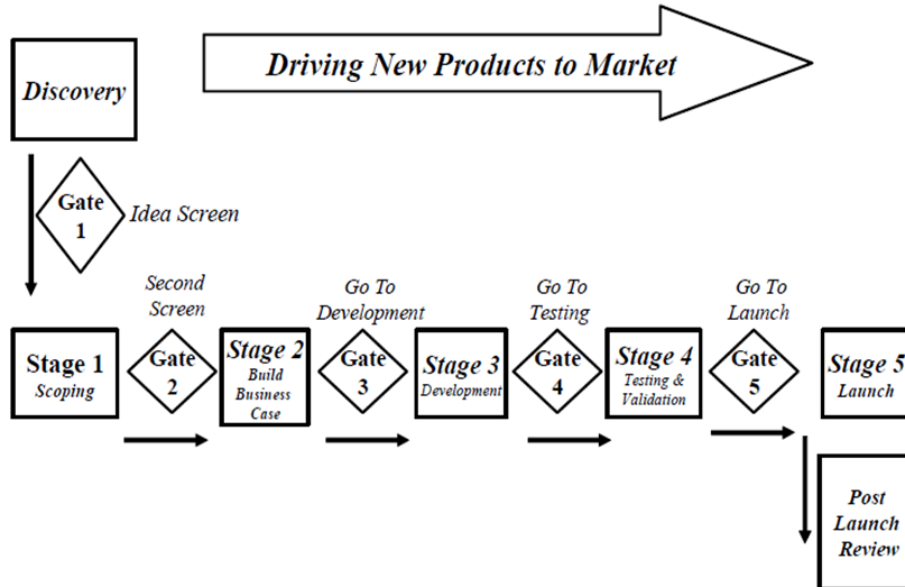 Driving New Products to Market
Discovery
Gate
1
Idea Screen
Second
Screen
Go To
Development
Go To
Testing
Go To
Launch
Stage 1
Scoping
Gate
2
Stage 2
Build
Business
Case
Gate
3
Stage 3
Development
Gate
4
Stage 4
Testing &
Validation
Gate
5
Stage 5
Launch
Post
Launch
Review